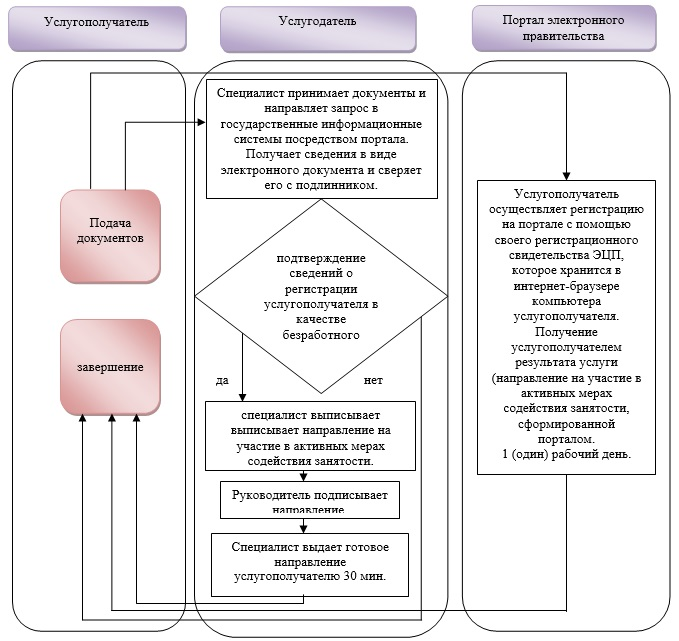 Услугополучатель
Услугодатель
Портал электронного
правительства
Специалист принимает документы и
направляет запрос в
государственные информационные
системы посредством портала.
Получает сведения в виде
электронного документа и сверяет
его с подлинником.
Подача
документов
подтверждение
сведений о
регистрации
услугополучателя в
качестве
безработного
да
нет
завершение
специалист выписывает
выписывает направление на
участие в активных мерах
содействия занятости.
Руководитель подписывает
направление
Специалист выдает готовое
направление
услугополучателю 30 мин.
Услугополучатель
осуществляет регистрацию
на портале с помощью
своего регистрационного
свидетельства ЭЦП,
которое хранится в
интернет-браузере
компьютера
услугополучателя.
Получение
услугополучателем
результата услуги
(направление на участие в
активных мерах
содействия занятости,
сформированной
порталом.
1 (один) рабочий день.